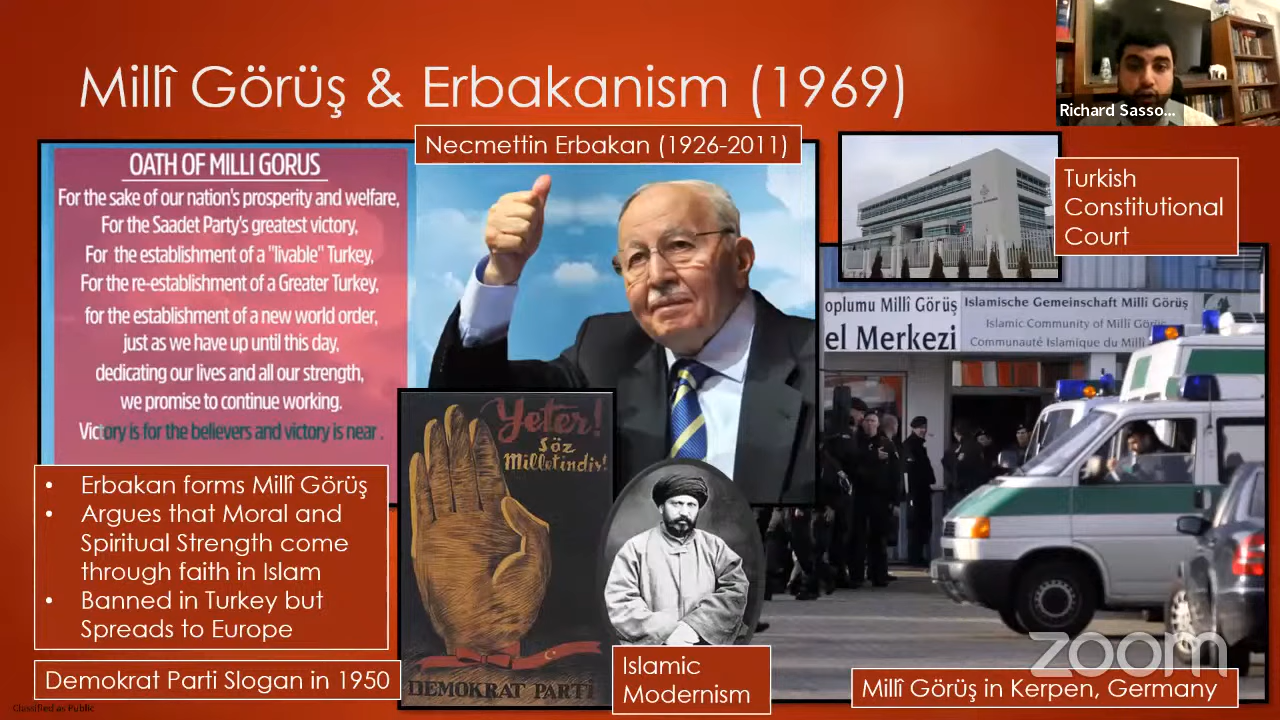 Millî Görüş & Erbakanism (1969)
Richard Sasso...
Necmettin Erbakan (1926-2011)
OATH OF MILLI GORUS
For the sake of our nation's prosperity and welfare,
For the Saadet Party's greatest victory,
For the establishment of a "livable" Turkey,
For the re-establishment of a Greater Turkey,
for the establishment of a new world order,
just as we have up until this day,
dedicating our lives and all our strength,
we promise to continue working.
Victory is for the believers and victory is near .
Turkish
Constitutional
Court
oplumu Millî Görüş
el Merkezi
Islamische Gemeinschaft Millî Görüş
Islamic Community of Millî Görüş
Communauté Islamique du Millî
• Erbakan forms Millî Görüş
• Argues that Moral and
Spiritual Strength come
through faith in Islam
• Banned in Turkey but
Spreads to Europe
Yeter!
Söz
Milletindir!
DEMOKRAT PARTİ
Demokrat Parti Slogan in 1950
Islamic
Modernism
zoom
Millî Görüş in Kerpen, Germany
Classified as Public